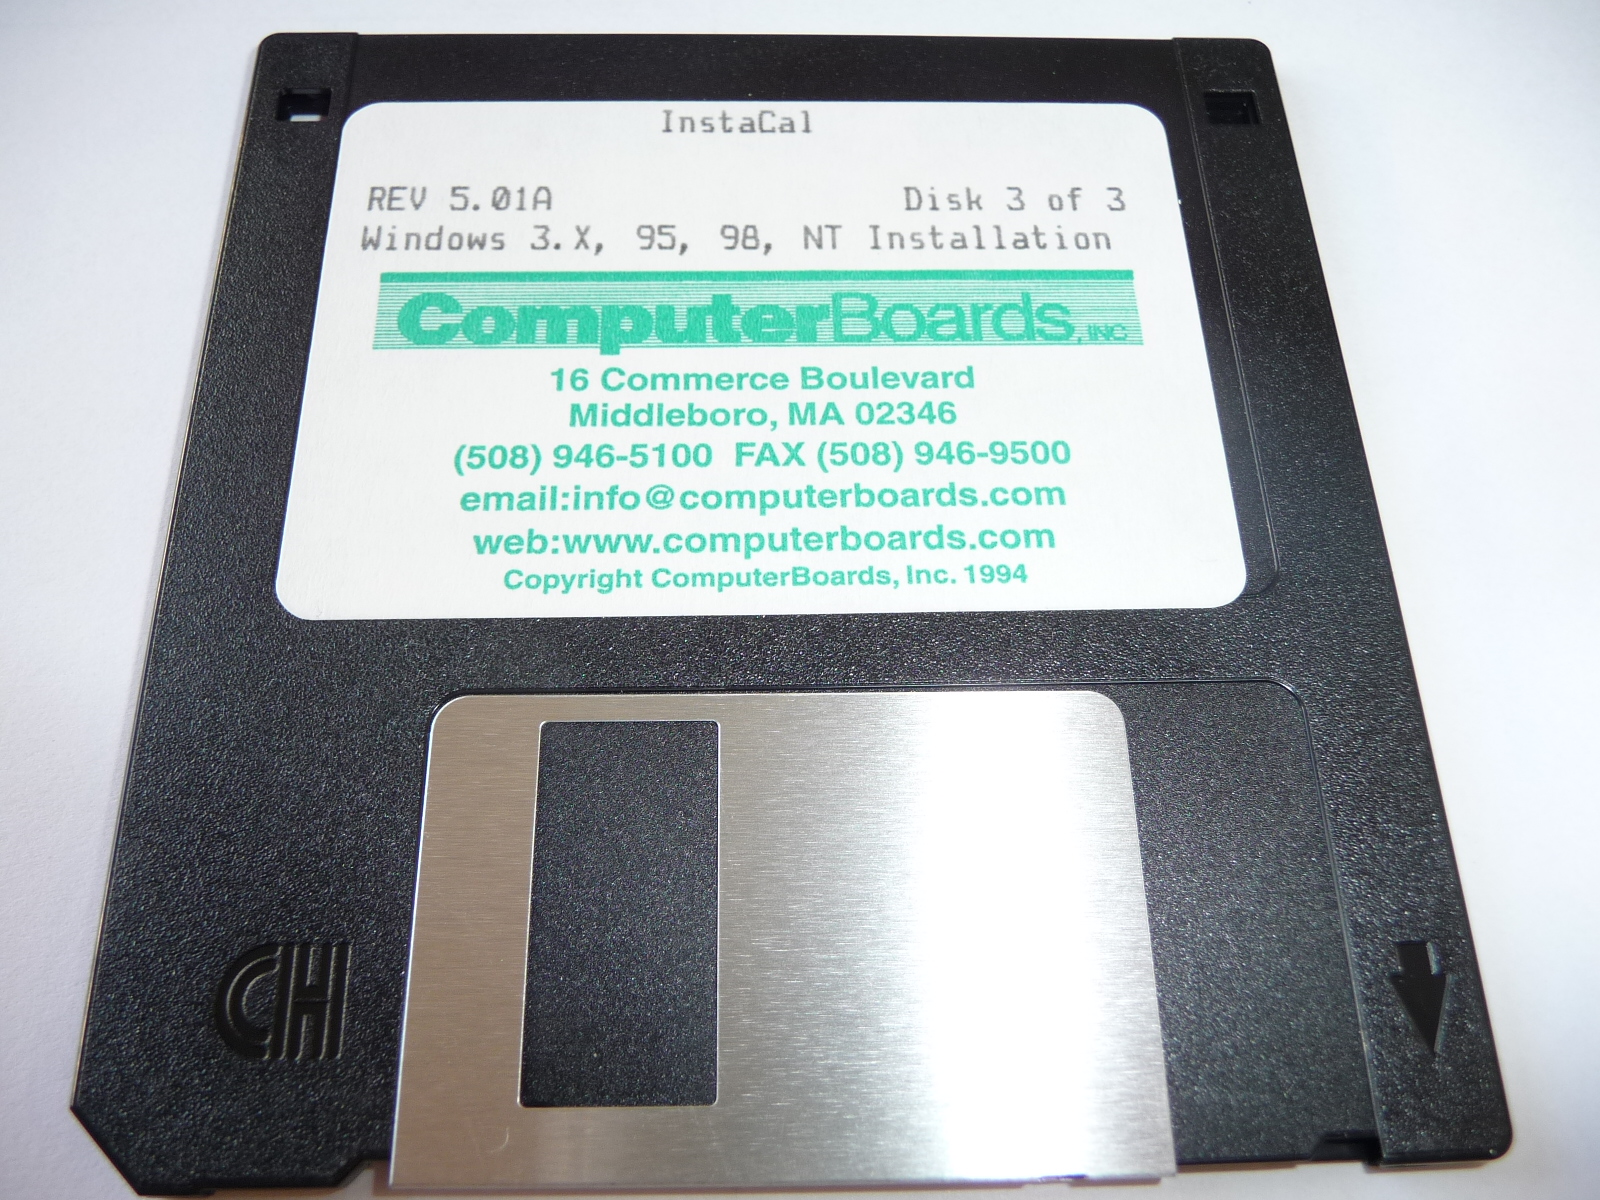 InstaCal
REV 5.01A Disk 3 of 3
Windows 3.X, 95, 98, NT Installation
ComputerBoards, INC
16 Commerce Boulevard
Middleboro, MA 02346
(508) 946-5100 FAX (508) 946-9500
email:info@computerboards.com
web:www.computerboards.com
Copyright ComputerBoards, Inc. 1994
CH